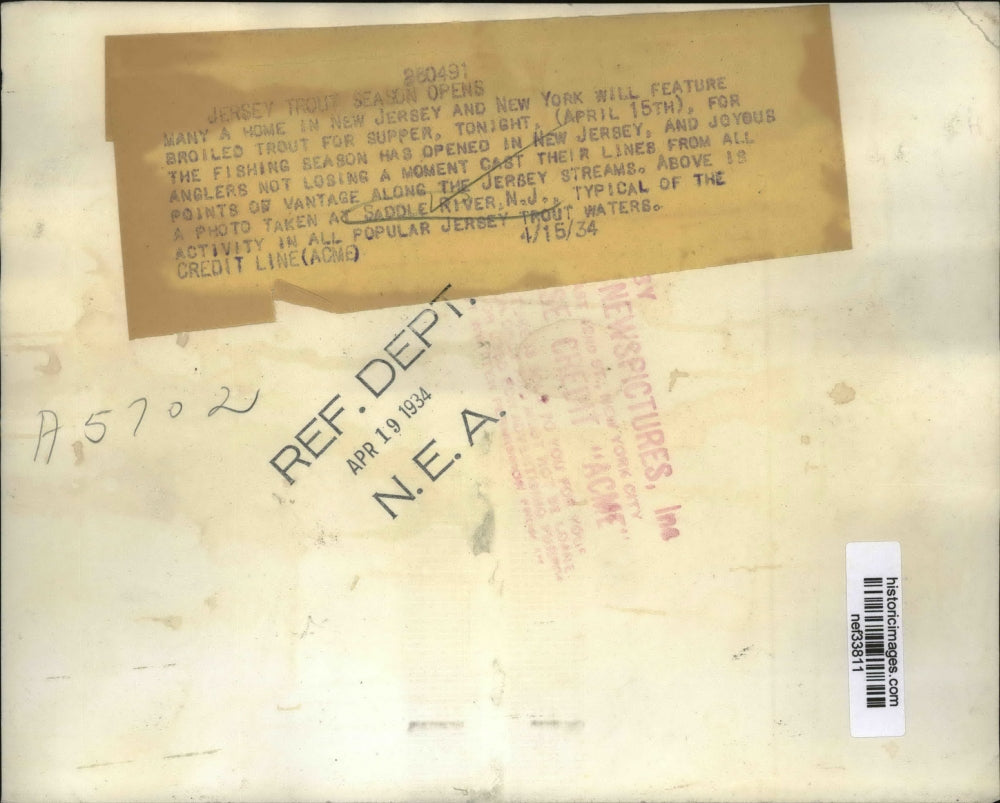 260491
JERSEY TROUT SEASON OPENS
MANY A HOME IN NEW JERSEY AND NEW YORK WILL FEATURE
BROILED TROUT FOR SUPPER, TONIGHT, (APRIL 15TH), FOR
THE FISHING SEASON HAS OPENED IN NEW JERSEY, AND JOYOUS
ANGLERS NOT LOSING A MOMENT CAST THEIR LINES FROM ALL
POINTS OF VANTAGE ALONG THE JERSEY STREAMS. ABOVE IS
A PHOTO TAKEN AT SADDLE RIVER, N.J., TYPICAL OF THE
ACTIVITY IN ALL POPULAR JERSEY TROUT WATERS.
CREDIT LINE(ACME) 4/15/34
A5702
REF. DEPT.
APR 19 1934
N. E. A.
BY
NEWSPICTURES, Inc
NEW YORK CITY
CREDIT "ACME"
historicimages.com
nef33811